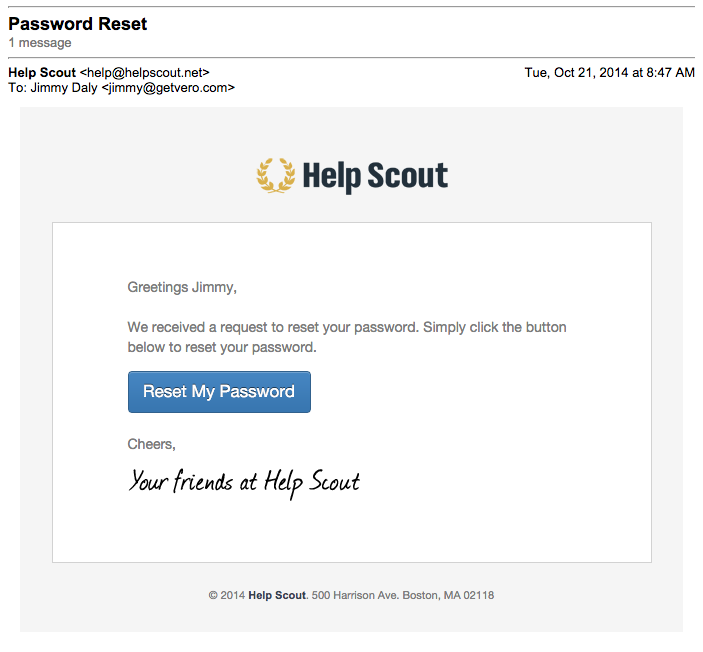 Password Reset
1 message
Help Scout <help@helpscout.net> Tue, Oct 21, 2014 at 8:47 AM
To: Jimmy Daly <jimmy@getvero.com>
Help Scout
Greetings Jimmy,
We received a request to reset your password. Simply click the button
below to reset your password.
Reset My Password
Cheers,
Your friends at Help Scout
© 2014 Help Scout. 500 Harrison Ave. Boston, MA 02118